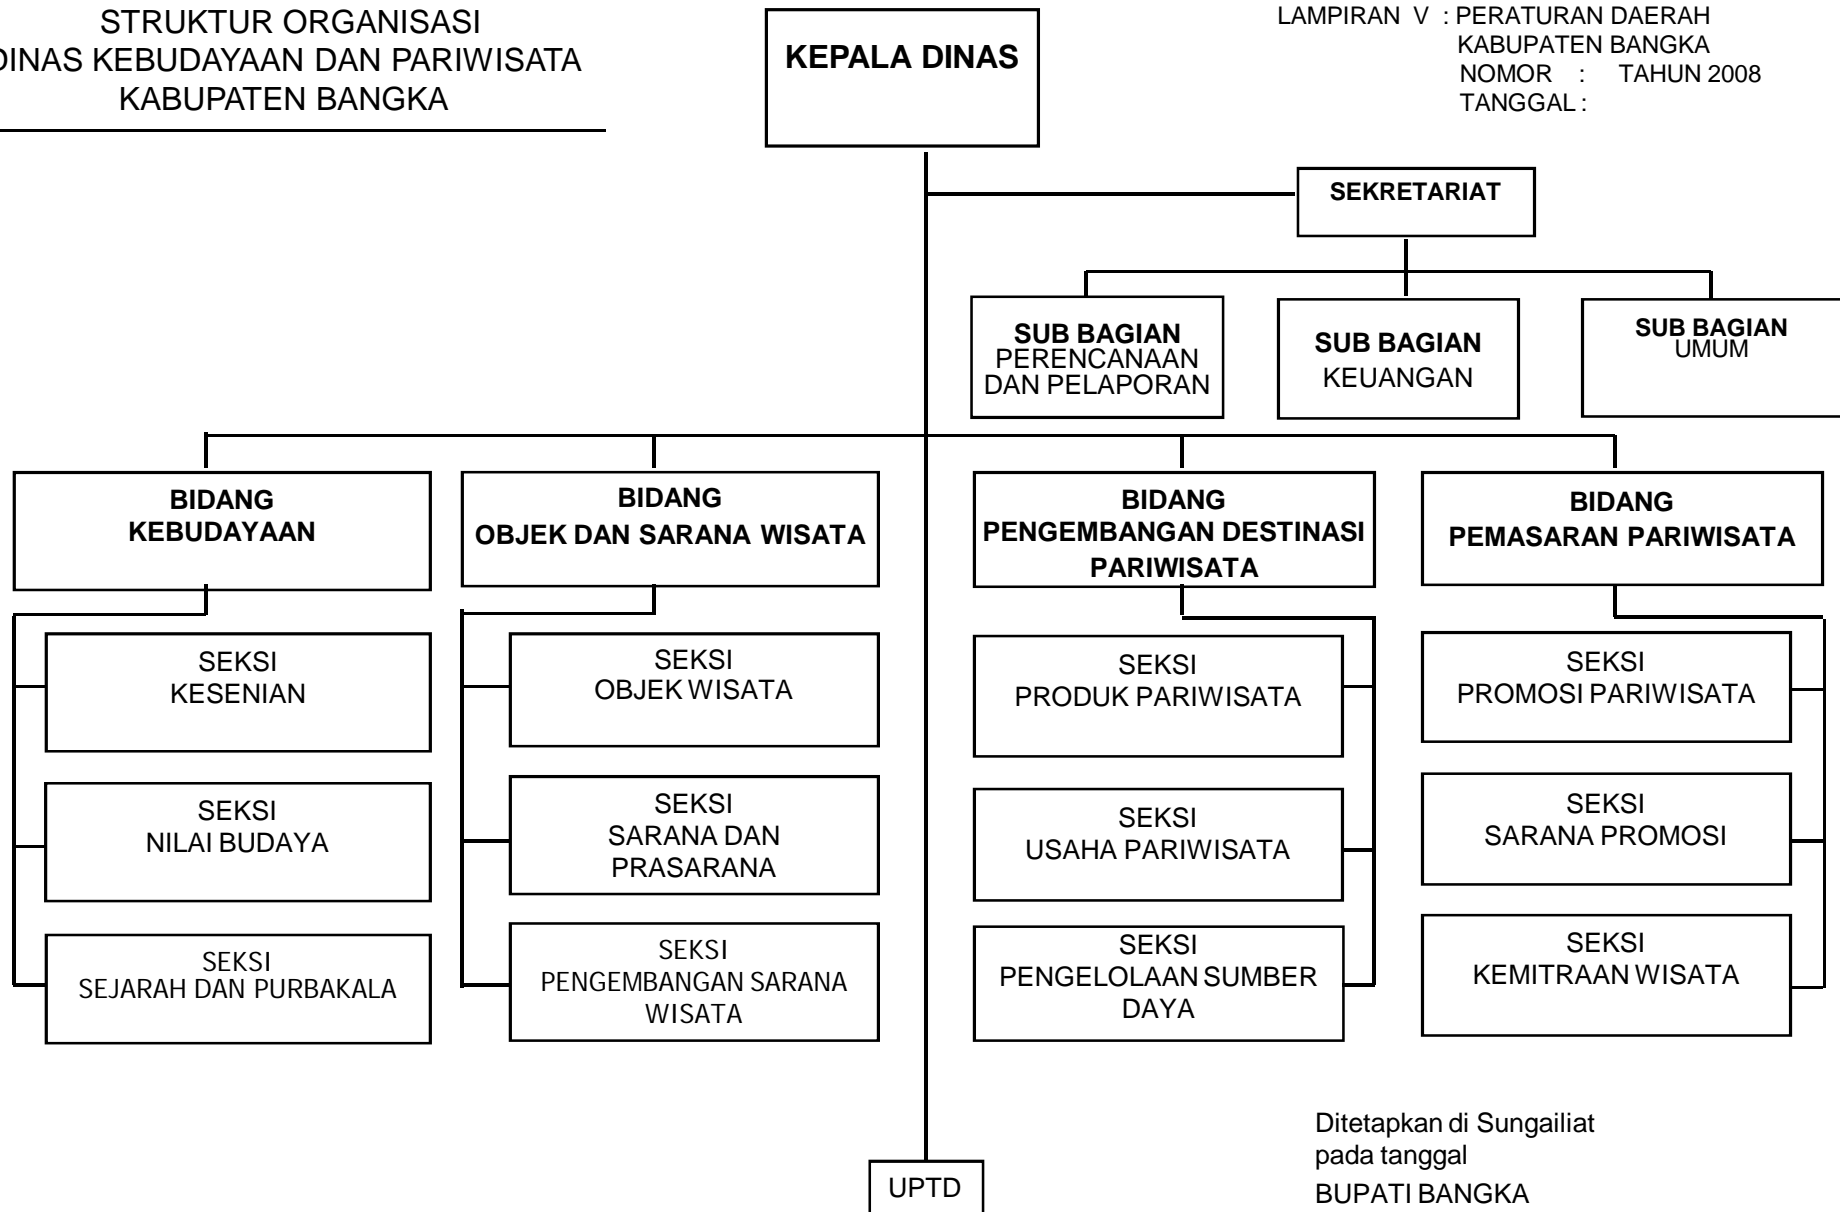 STRUKTUR ORGANISASI
DINAS KEBUDAYAAN DAN PARIWISATA
KABUPATEN BANGKA
KEPALA DINAS
LAMPIRAN V : PERATURAN DAERAH
KABUPATEN BANGKA
NOMOR : TAHUN 2008
TANGGAL :
SEKRETARIAT
SUB BAGIAN
PERENCANAAN
DAN PELAPORAN
SUB BAGIAN
KEUANGAN
SUB BAGIAN
UMUM
BIDANG
KEBUDAYAAN
BIDANG
OBJEK DAN SARANA WISATA
BIDANG
PENGEMBANGAN DESTINASI
PARIWISATA
BIDANG
PEMASARAN PARIWISATA
SEKSI
KESENIAN
SEKSI
OBJEK WISATA
SEKSI
PRODUK PARIWISATA
SEKSI
PROMOSI PARIWISATA
SEKSI
NILAI BUDAYA
SEKSI
SARANA DAN
PRASARANA
SEKSI
USAHA PARIWISATA
SEKSI
SARANA PROMOSI
SEKSI
SEJARAH DAN PURBAKALA
SEKSI
PENGEMBANGAN SARANA
WISATA
SEKSI
PENGELOLAAN SUMBER
DAYA
SEKSI
KEMITRAAN WISATA
UPTD
Ditetapkan di Sungailiat
pada tanggal
BUPATI BANGKA